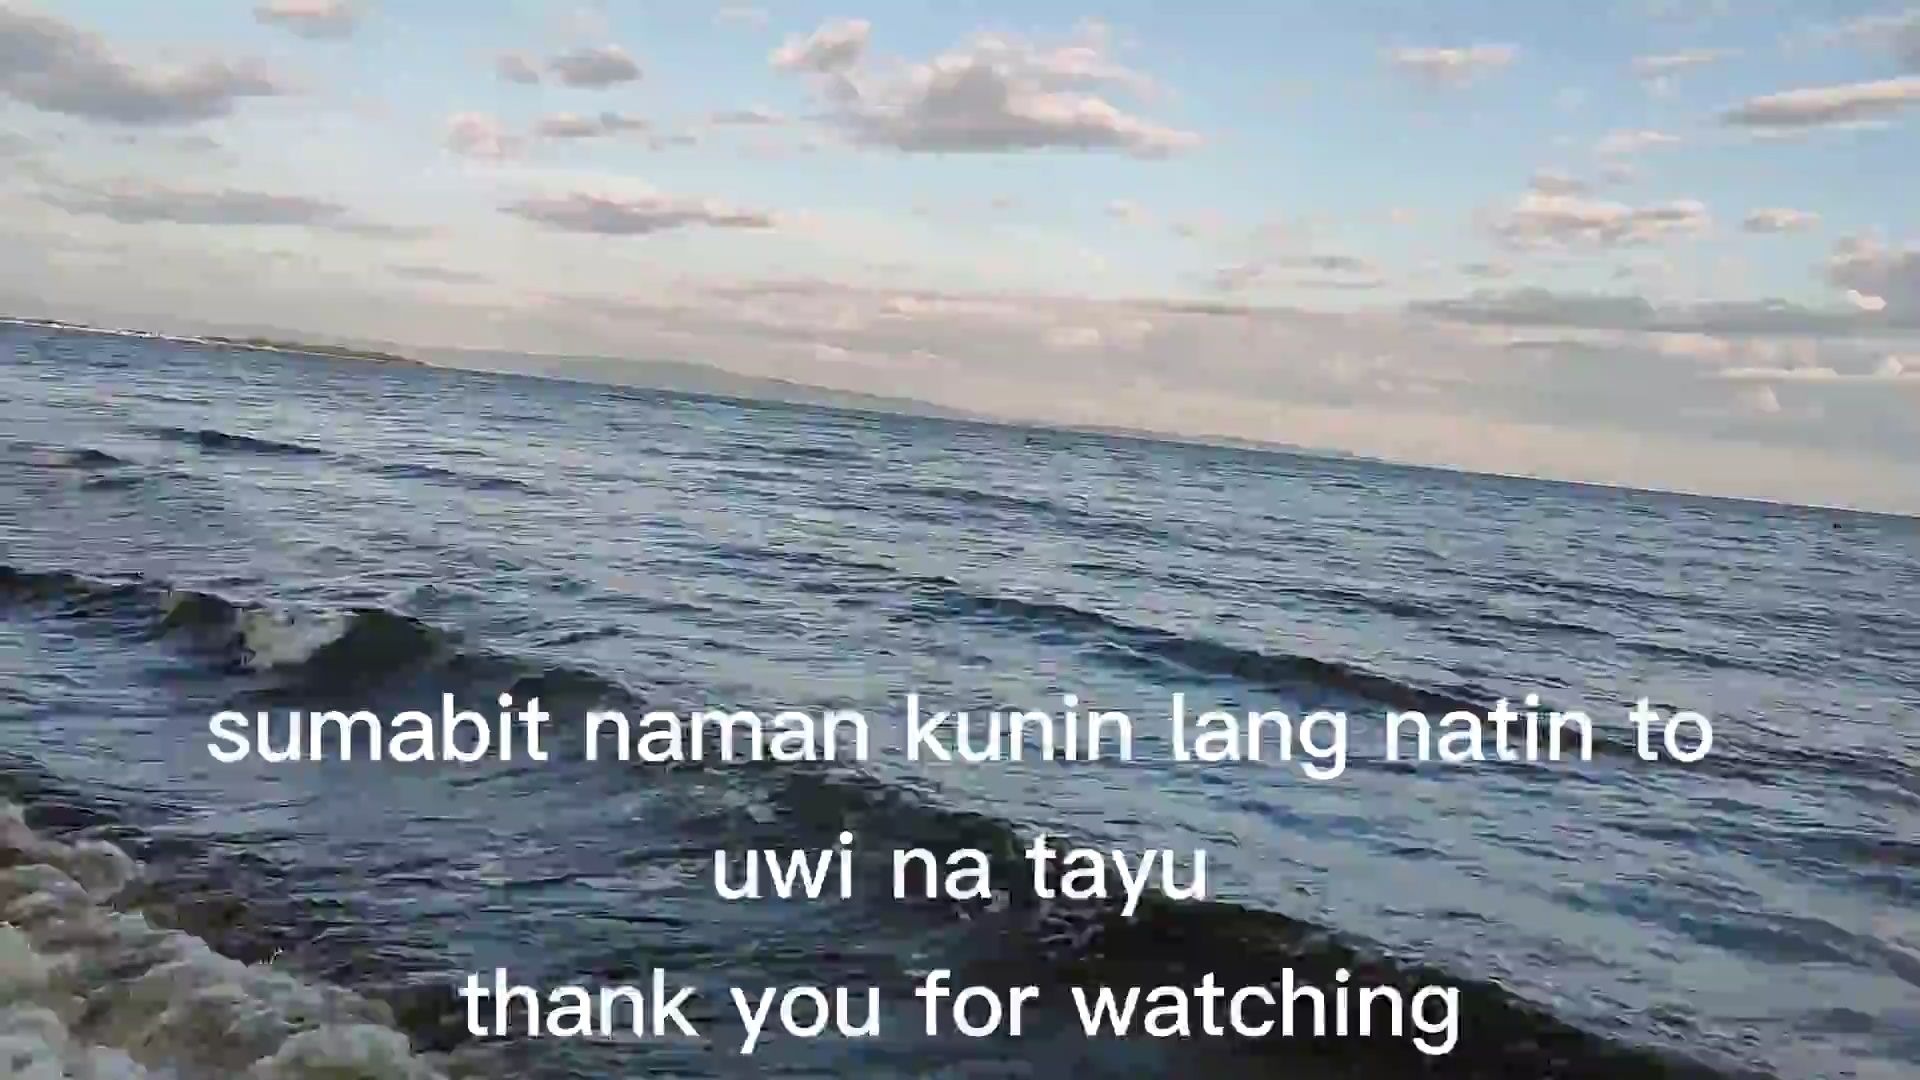 sumabit naman kunin lang natin to
uwi na tayu
thank you for watching